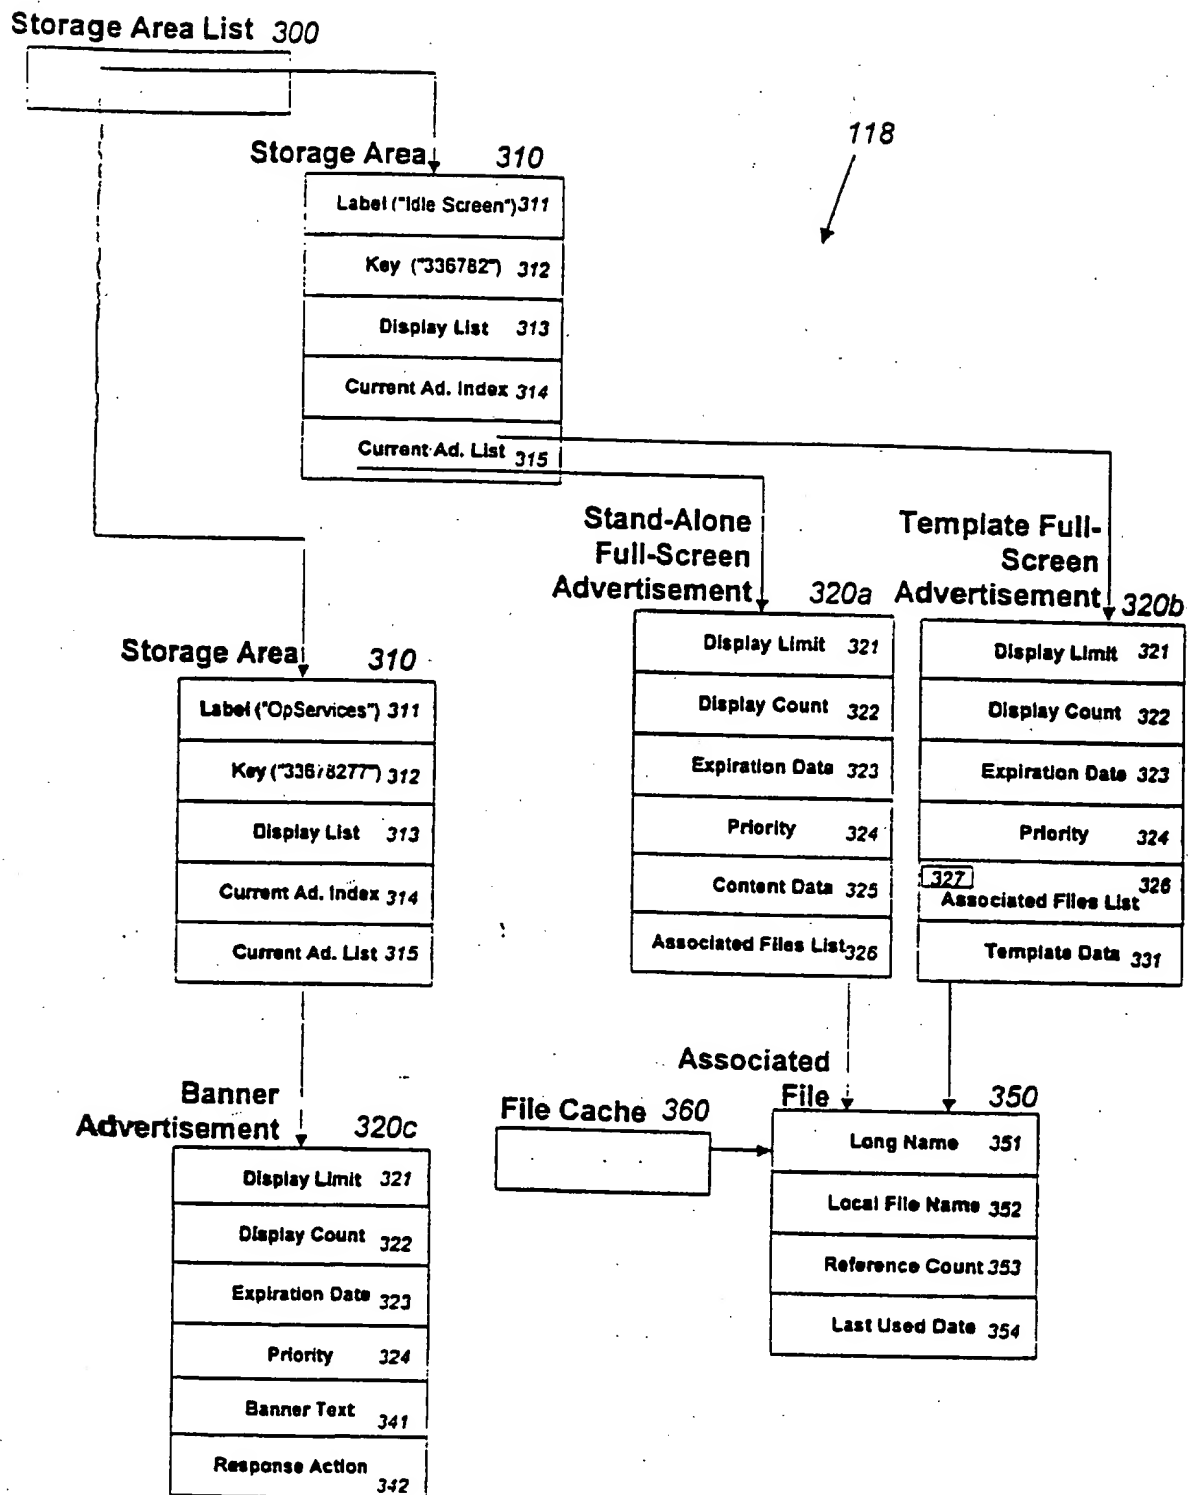 Storage Area List 300
118
Storage Area 310
Label ("Idle Screen") 311
Key ("336782") 312
Display List 313
Current Ad. Index 314
Current Ad. List 315
Stand-Alone
Full-Screen
Advertisement 320a
Template Full-
Screen
Advertisement 320b
Storage Area 310
Label ("OpServices") 311
Key ("33678277") 312
Display List 313
Current Ad. Index 314
Current Ad. List 315
Display Limit 321
Display Count 322
Expiration Date 323
Priority 324
Content Data 325
Associated Files List 326
Display Limit 321
Display Count 322
Expiration Date 323
Priority 324
327 326
Associated Files List
Template Data 331
Banner
Advertisement 320c
Display Limit 321
Display Count 322
Expiration Date 323
Priority 324
Banner Text 341
Response Action
342
File Cache 360
Associated
File 350
Long Name 351
Local File Name 352
Reference Count 353
Last Used Date 354